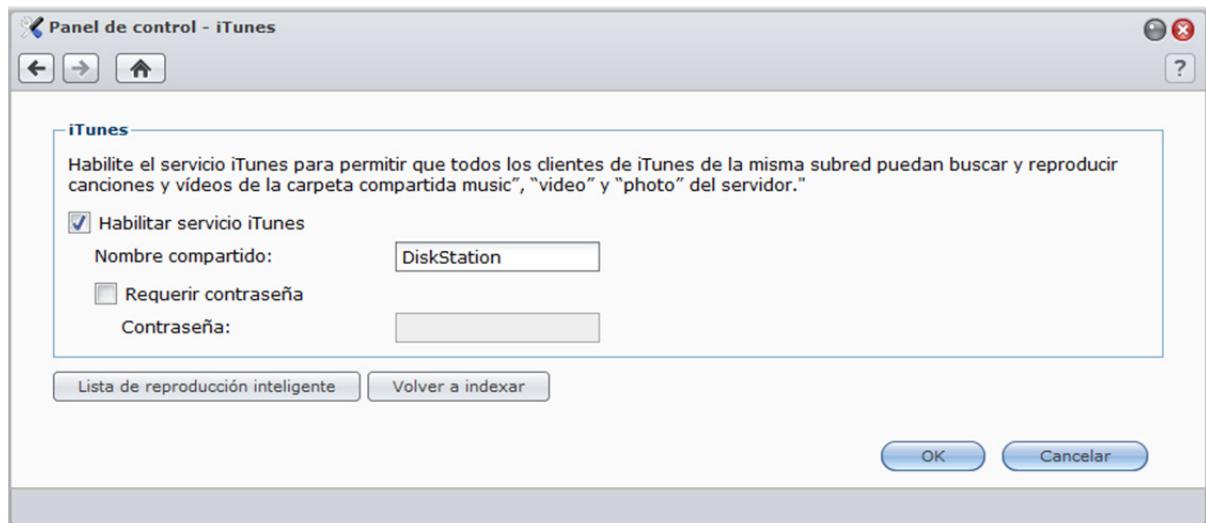 Panel de control - iTunes
?
iTunes
Habilite el servicio iTunes para permitir que todos los clientes de iTunes de la misma subred puedan buscar y reproducir
canciones y vídeos de la carpeta compartida music”, “video” y “photo” del servidor."
Habilitar servicio iTunes
Nombre compartido: DiskStation
Requerir contraseña
Contraseña:
Lista de reproducción inteligente Volver a indexar
OK Cancelar